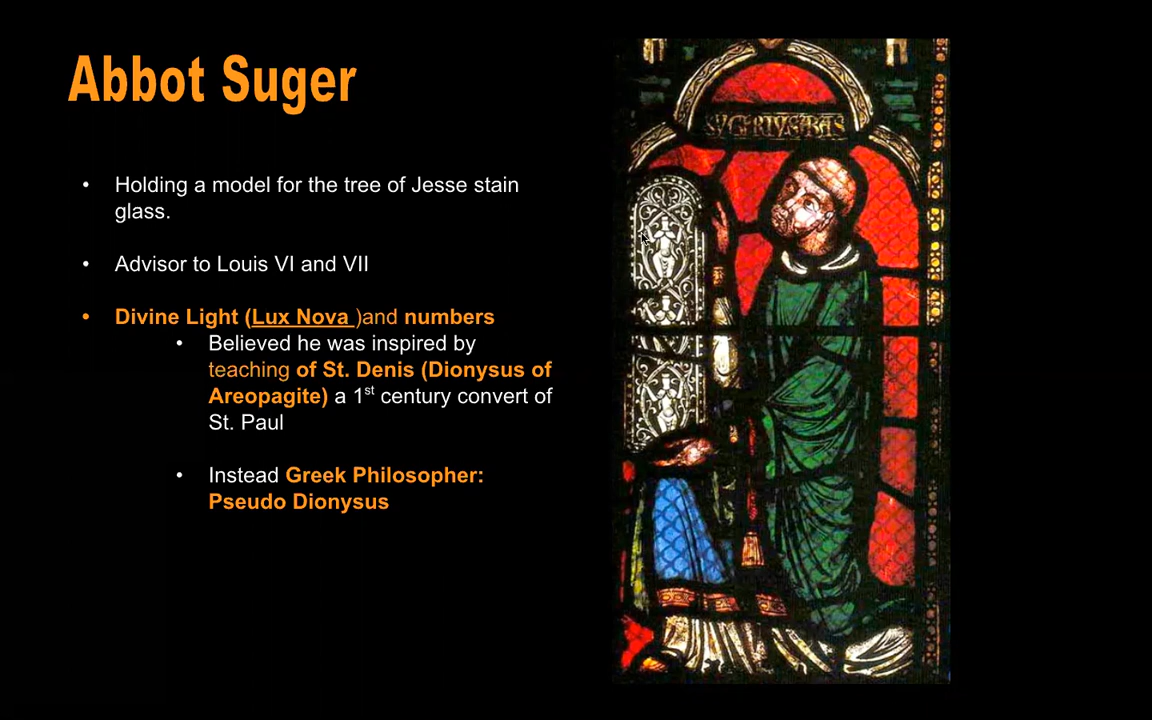 Abbot Suger
• Holding a model for the tree of Jesse stain
glass.
• Advisor to Louis VI and VII
• Divine Light (Lux Nova )and numbers
• Believed he was inspired by
teaching of St. Denis (Dionysus of
Areopagite) a 1st century convert of
St. Paul
• Instead Greek Philosopher:
Pseudo Dionysus